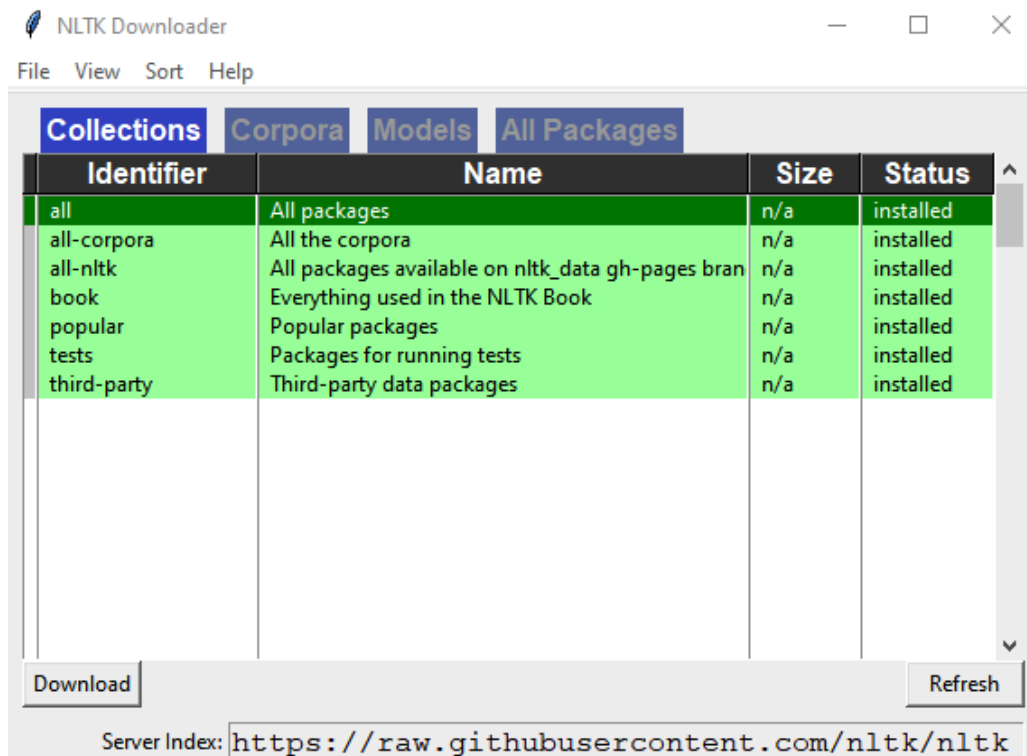 NLTK Downloader
File View Sort Help
Collections Corpora Models All Packages
Identifier Name Size Status
all All packages n/a installed
all-corpora All the corpora n/a installed
all-nltk All packages available on nltk_data gh-pages bran n/a installed
book Everything used in the NLTK Book n/a installed
popular Popular packages n/a installed
tests Packages for running tests n/a installed
third-party Third-party data packages n/a installed
Download Refresh
Server Index: https://raw.githubusercontent.com/nltk/nltk